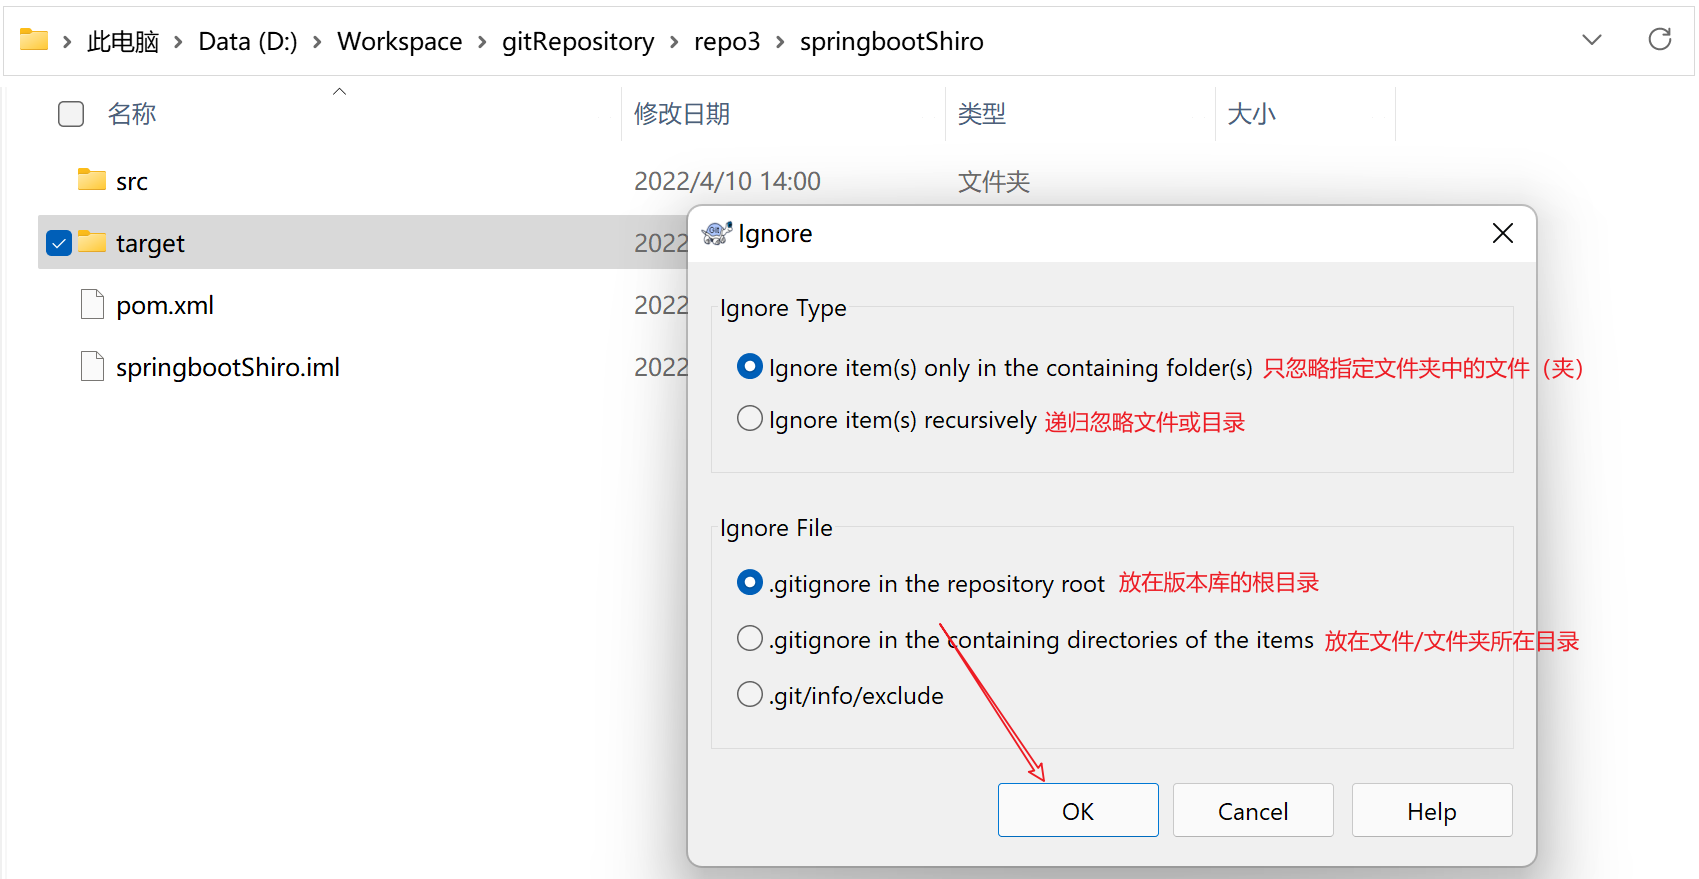 此电脑 > Data (D:) > Workspace > gitRepository > repo3 > springbootShiro
名称 修改日期 类型 大小
src 2022/4/10 14:00 文件夹
target 2022
pom.xml 2022
springbootShiro.iml 2022
Git Ignore
Ignore Type
Ignore item(s) only in the containing folder(s) 只忽略指定文件夹中的文件（夹）
Ignore item(s) recursively 递归忽略文件或目录
Ignore File
.gitignore in the repository root 放在版本库的根目录
.gitignore in the containing directories of the items 放在文件/文件夹所在目录
.git/info/exclude
OK Cancel Help